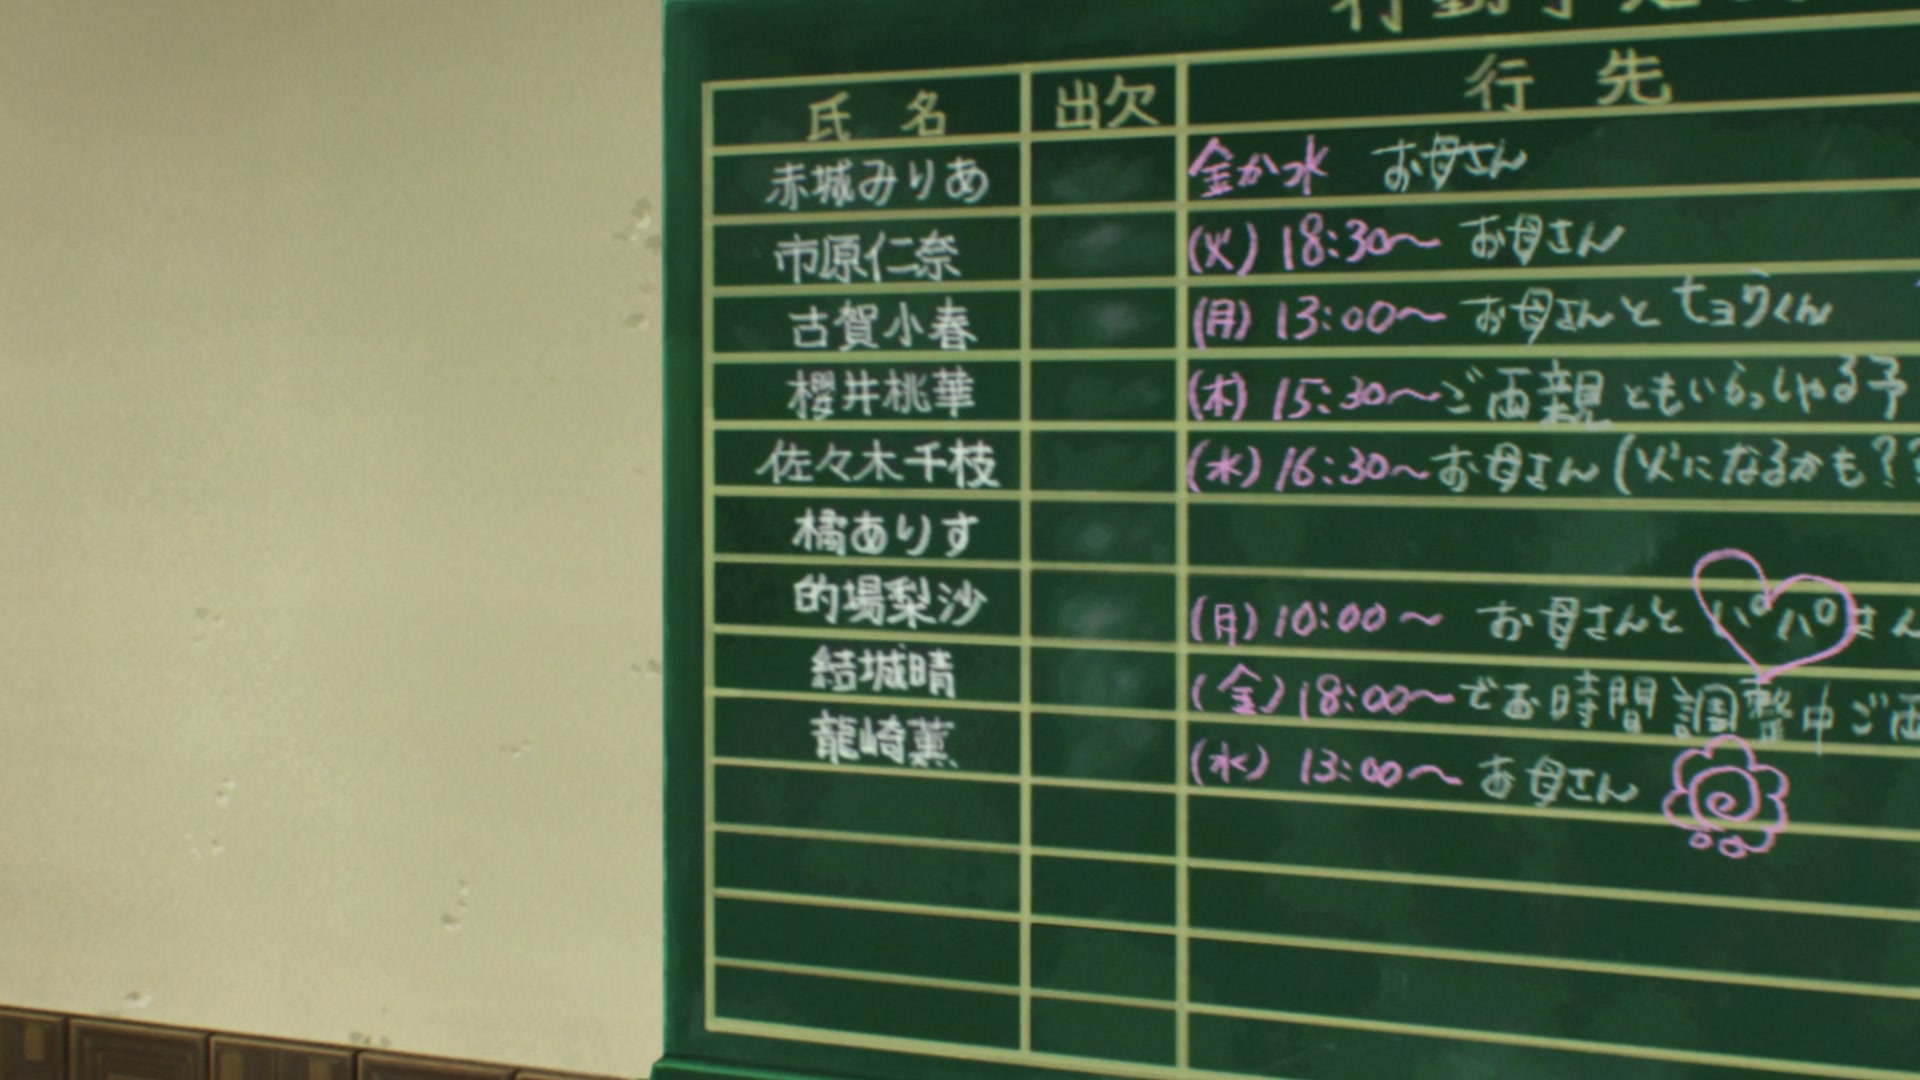 行動予定
氏名 出欠 行先
赤城みりあ 金か水 お母さん
市原仁奈 (火) 18:30〜 お母さん
古賀小春 (月) 13:00〜 お母さんとヒョウくん
櫻井桃華 (木) 15:30〜ご両親ともいらっしゃる予
佐々木千枝 (水) 16:30〜お母さん(火になるかも??
橘ありす
的場梨沙 (月) 10:00〜 お母さんとパパさん
結城晴 (金) 18:00〜でお時間調整中ご両
龍崎薫 (水) 13:00〜 お母さん